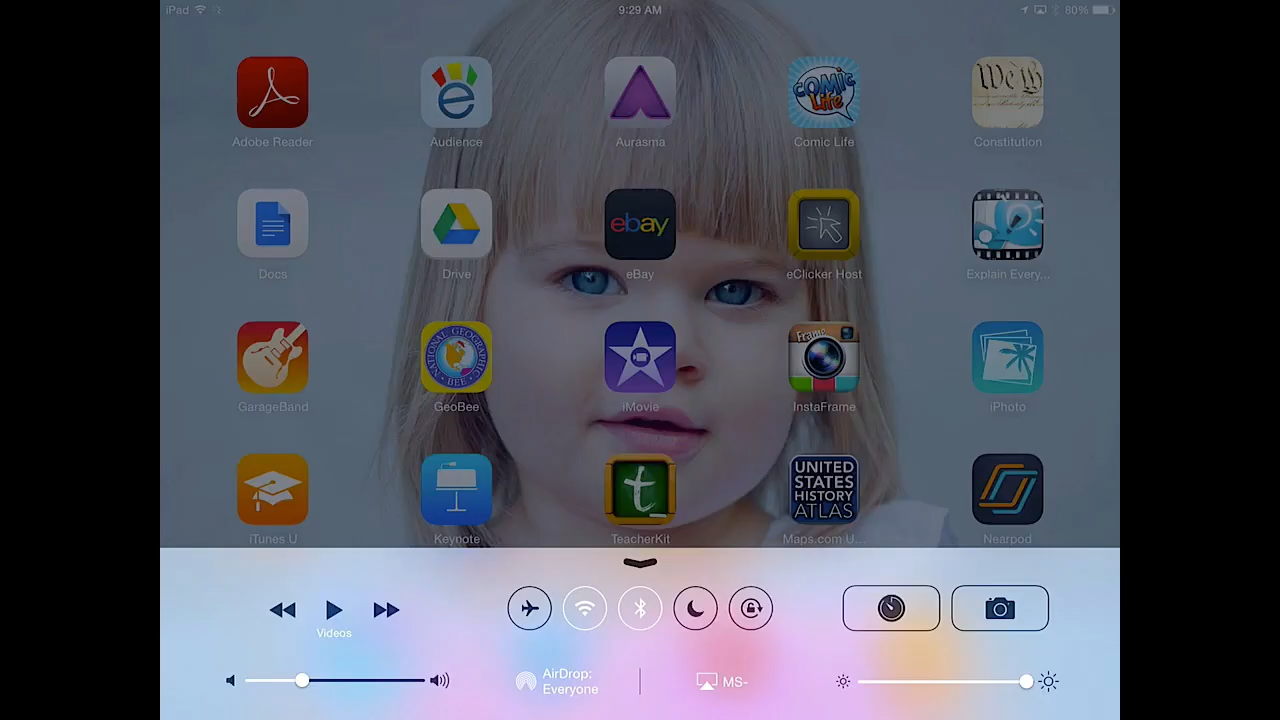 iPad
9:29 AM
80%
Adobe Reader
Audience
Aurasma
COMIC
Life
Comic Life
We th
Constitution
Docs
Drive
ebay
eBay
eClicker Host
Explain Every...
GarageBand
NATIONAL GEOGRAPHIC
BEE
GeoBee
iMovie
Frame
InstaFrame
iPhoto
iTunes U
Keynote
t
TeacherKit
UNITED
STATES
HISTORY
ATLAS
Maps.com U...
Nearpod
Videos
AirDrop:
Everyone
MS-